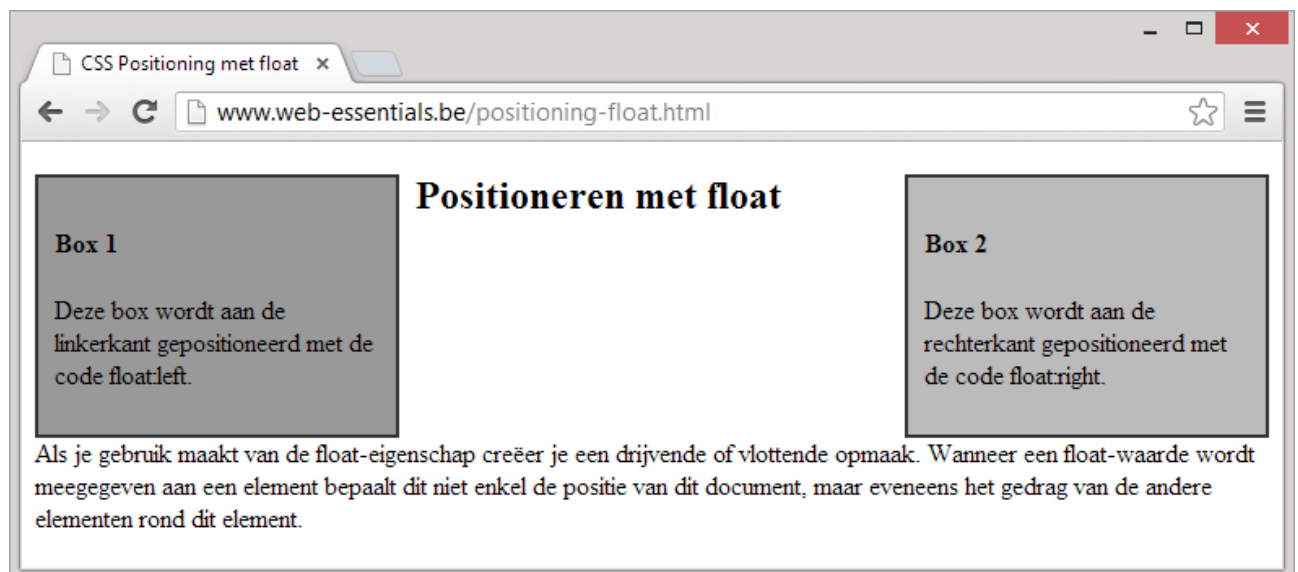 CSS Positioning met float
www.web-essentials.be/positioning-float.html
Positioneren met float
Box 1
Deze box wordt aan de
linkerkant gepositioneerd met de
code float:left.
Box 2
Deze box wordt aan de
rechterkant gepositioneerd met
de code float:right.
Als je gebruik maakt van de float-eigenschap creëer je een drijvende of vlottende opmaak. Wanneer een float-waarde wordt
meegegeven aan een element bepaalt dit niet enkel de positie van dit document, maar eveneens het gedrag van de andere
elementen rond dit element.